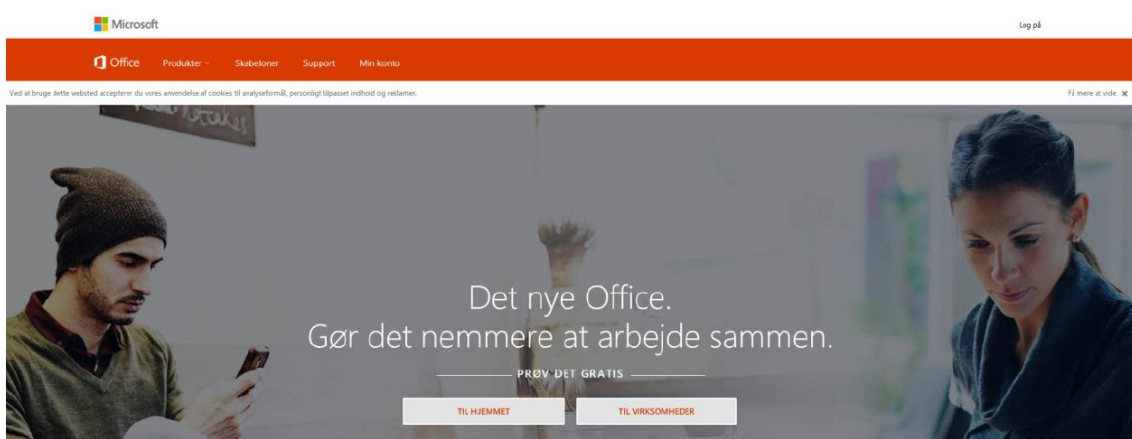 Microsoft
Log på
Office Produkter Skabeloner Support Min konto
Ved at bruge dette websted accepterer du vores anvendelse af cookies til analyseformål, personligt tilpasset indhold og reklamer.
Få mere at vide
Det nye Office.
Gør det nemmere at arbejde sammen.
PRØV DET GRATIS
TIL HJEMMET
TIL VIRKSOMHEDER